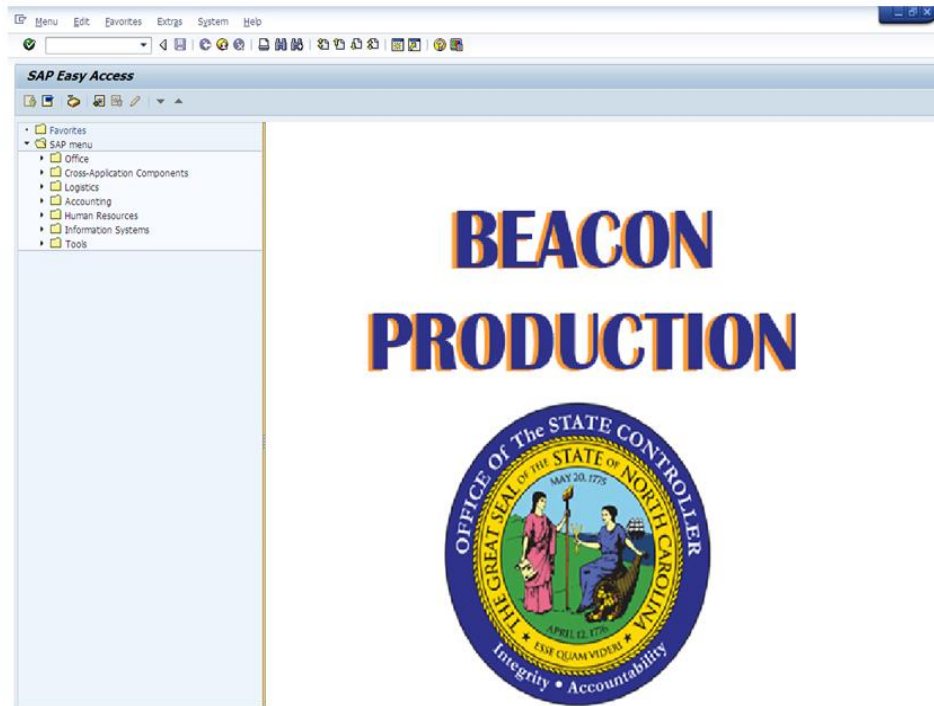 Menu Edit Favorites Extras System Help
SAP Easy Access
Favorites
SAP menu
Office
Cross-Application Components
Logistics
Accounting
Human Resources
Information Systems
Tools
BEACON
PRODUCTION
OFFICE Of The STATE CONTROLLER
THE GREAT SEAL OF THE STATE OF NORTH CAROLINA
MAY 20, 1775
APRIL 12, 1776
ESSE QUAM VIDERI
Integrity • Accountability